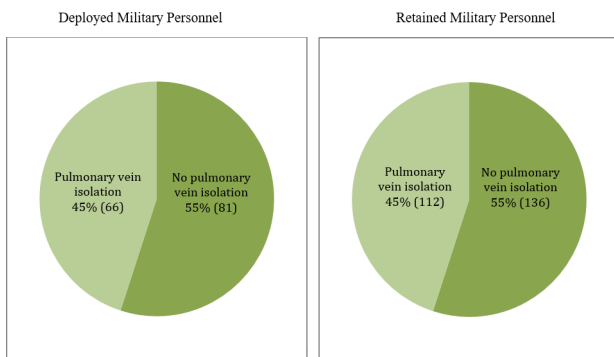 Deployed Military Personnel
Retained Military Personnel
Pulmonary vein
isolation
45% (66)
No pulmonary
vein isolation
55% (81)
Pulmonary
vein isolation
45% (112)
No pulmonary
vein isolation
55% (136)